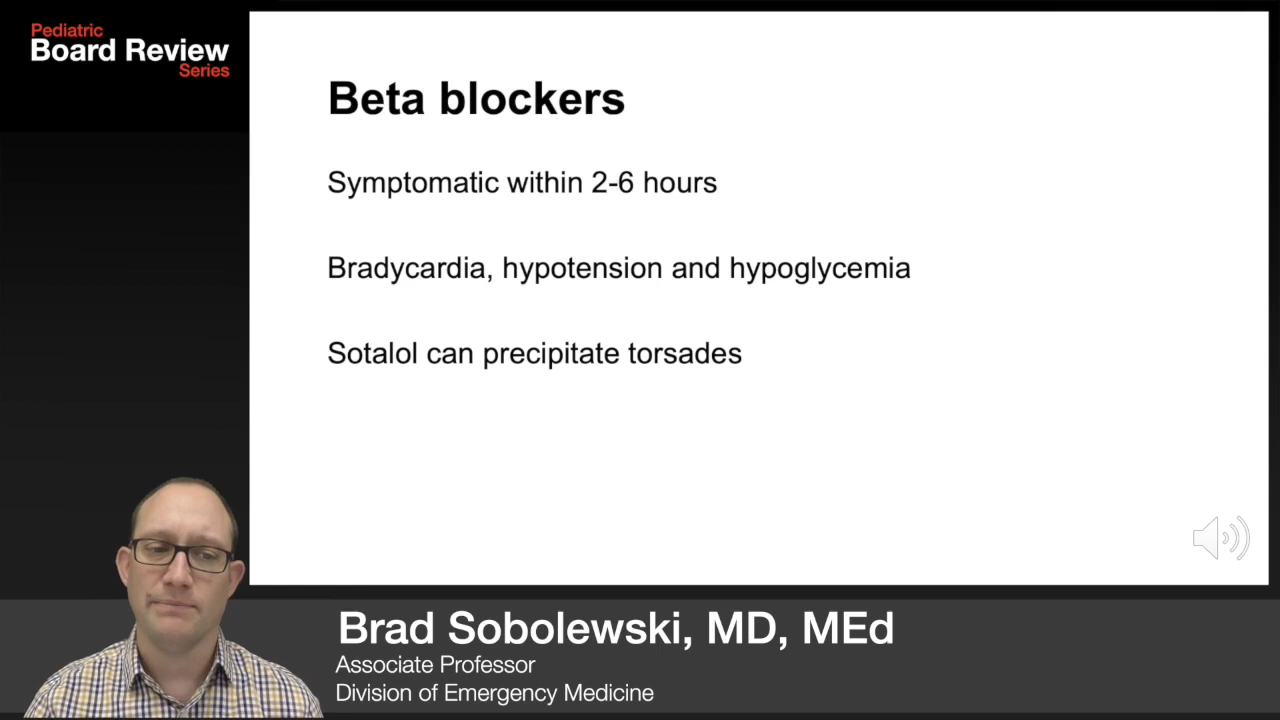 Pediatric
Board Review
Series
Beta blockers
Symptomatic within 2-6 hours
Bradycardia, hypotension and hypoglycemia
Sotalol can precipitate torsades
Brad Sobolewski, MD, MEd
Associate Professor
Division of Emergency Medicine